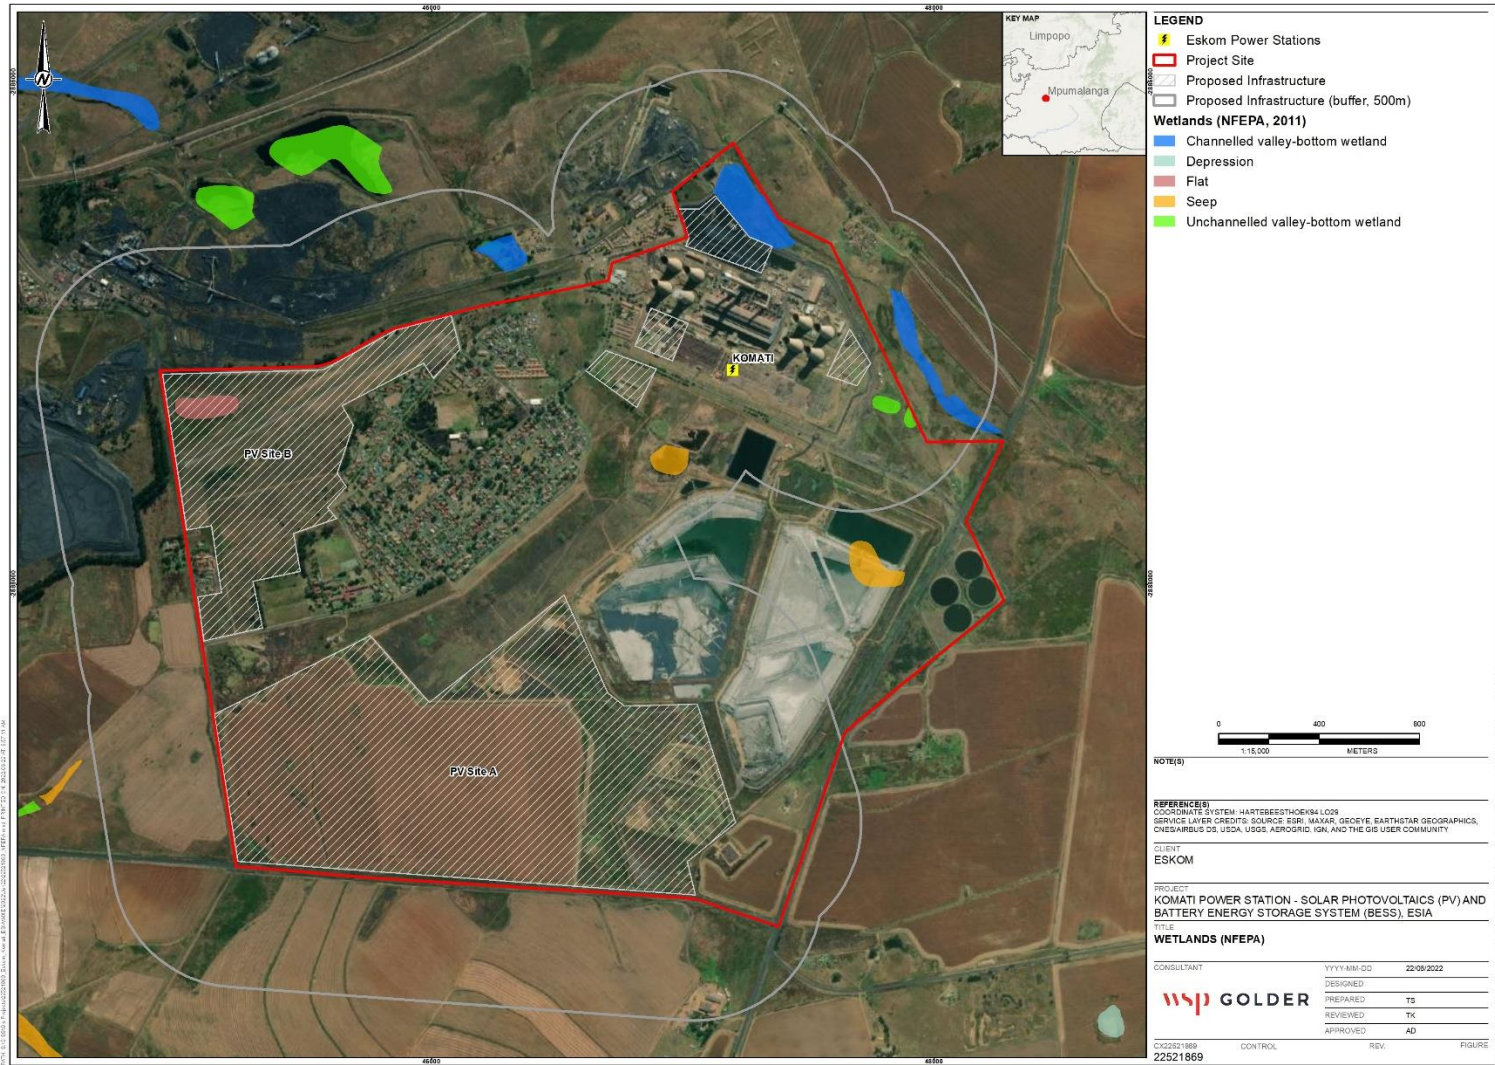 46000
48000
KEY MAP
Limpopo
Mpumalanga
N
KOMATI
PV Site B
PV Site A
46000
48000
LEGEND
Eskom Power Stations
Project Site
Proposed Infrastructure
Proposed Infrastructure (buffer, 500m)
Wetlands (NFEPA, 2011)
Channelled valley-bottom wetland
Depression
Flat
Seep
Unchannelled valley-bottom wetland
0 400 800
1:15,000 METERS
NOTE(S)
REFERENCE(S)
COORDINATE SYSTEM: HARTEBEESTHOEK94 LO29
SERVICE LAYER CREDITS: SOURCE: ESRI, MAXAR, GEOEYE, EARTHSTAR GEOGRAPHICS,
CNES/AIRBUS DS, USDA, USGS, AEROGRID, IGN, AND THE GIS USER COMMUNITY
CLIENT
ESKOM
PROJECT
KOMATI POWER STATION - SOLAR PHOTOVOLTAICS (PV) AND
BATTERY ENERGY STORAGE SYSTEM (BESS), ESIA
TITLE
WETLANDS (NFEPA)
CONSULTANT
wsp GOLDER
YYYY-MM-DD
DESIGNED
PREPARED TS
REVIEWED TK
APPROVED AD
CX22521869 CONTROL REV. FIGURE
22521869